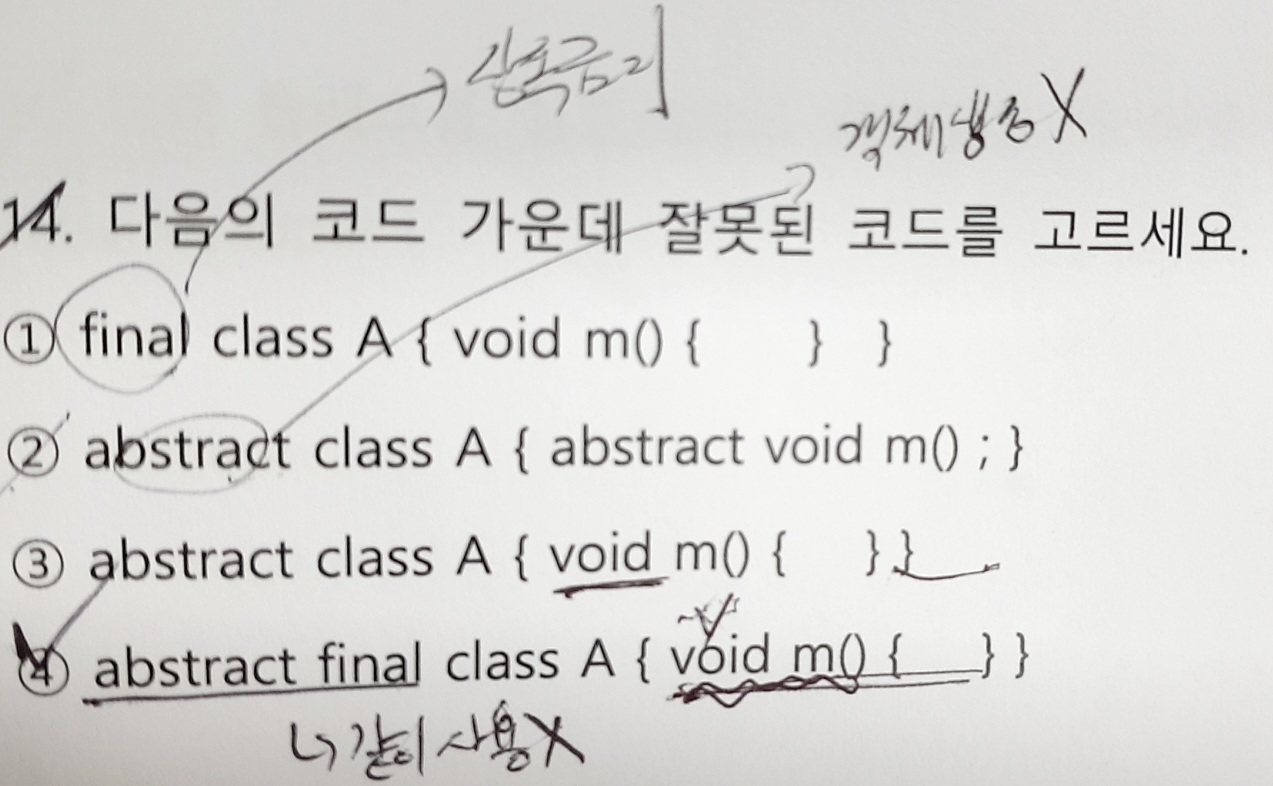 상속금지
객체생성X
14. 다음의 코드 가운데 잘못된 코드를 고르세요.
① final class A { void m() { } }
② abstract class A { abstract void m() ; }
③ abstract class A { void m() { } }
④ abstract final class A { void m() { } }
↳ 같이 사용X